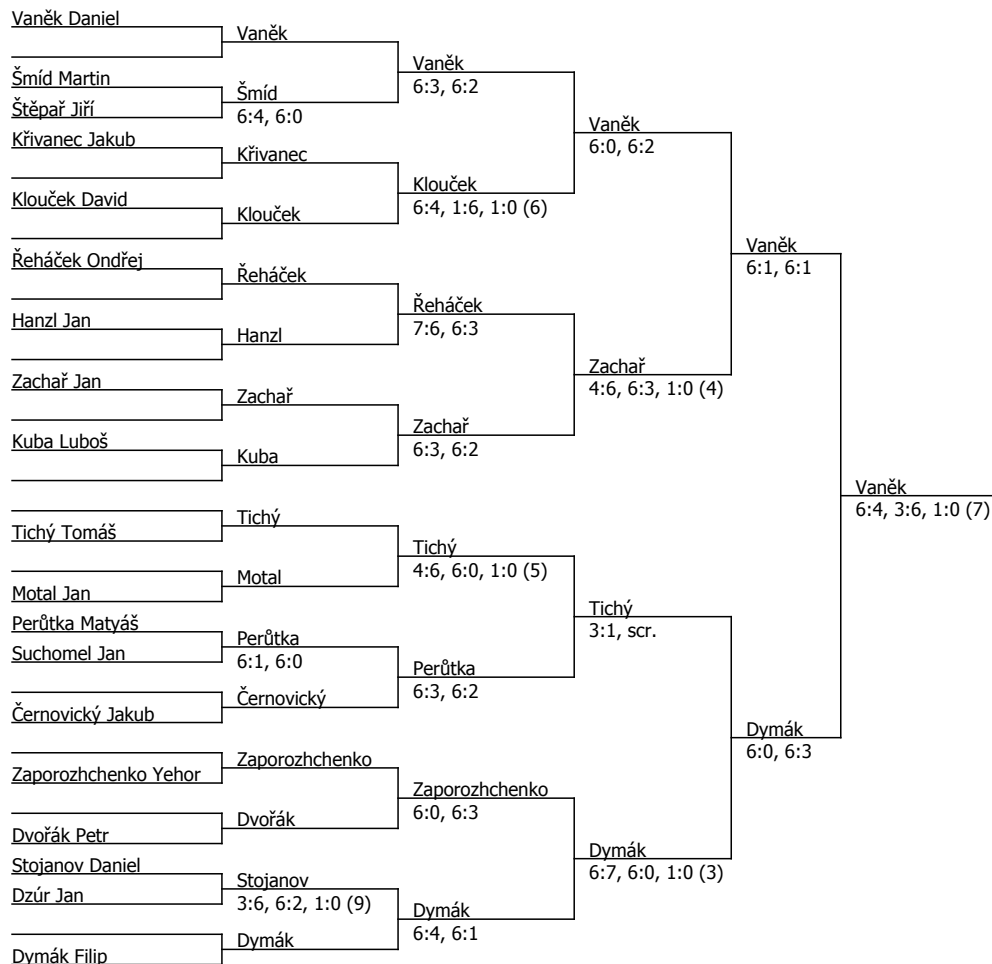 Vaněk Daniel
Šmíd Martin
Štěpař Jiří
Křivanec Jakub
Klouček David
Řeháček Ondřej
Hanzl Jan
Zachař Jan
Kuba Luboš
Tichý Tomáš
Motal Jan
Perůtka Matyáš
Suchomel Jan
Černovický Jakub
Zaporozhchenko Yehor
Dvořák Petr
Stojanov Daniel
Dzúr Jan
Dymák Filip
Vaněk
Šmíd
6:4, 6:0
Křivanec
Klouček
Řeháček
Hanzl
Zachař
Kuba
Tichý
Motal
Perůtka
6:1, 6:0
Černovický
Zaporozhchenko
Dvořák
Stojanov
3:6, 6:2, 1:0 (9)
Dymák
Vaněk
6:3, 6:2
Klouček
6:4, 1:6, 1:0 (6)
Řeháček
7:6, 6:3
Zachař
6:3, 6:2
Tichý
4:6, 6:0, 1:0 (5)
Perůtka
6:3, 6:2
Zaporozhchenko
6:0, 6:3
Dymák
6:4, 6:1
Vaněk
6:0, 6:2
Zachař
4:6, 6:3, 1:0 (4)
Tichý
3:1, scr.
Dymák
6:7, 6:0, 1:0 (3)
Vaněk
6:1, 6:1
Dymák
6:0, 6:3
Vaněk
6:4, 3:6, 1:0 (7)